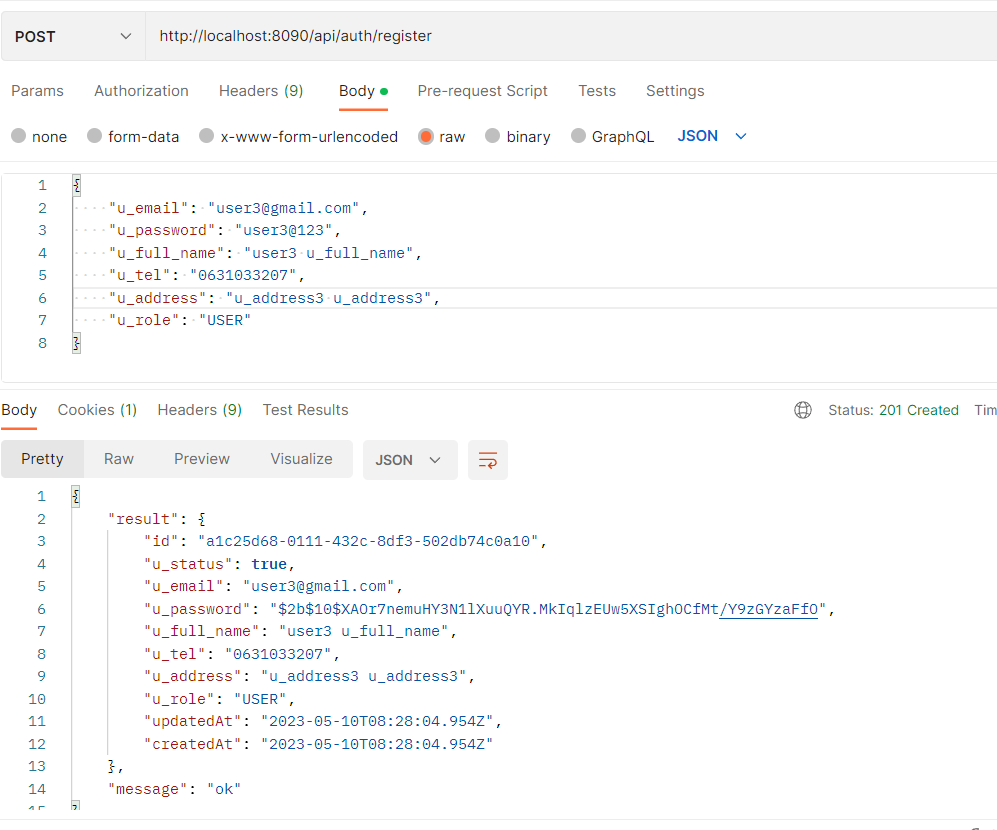 POST http://localhost:8090/api/auth/register
Params Authorization Headers (9) Body Pre-request Script Tests Settings
none form-data x-www-form-urlencoded raw binary GraphQL JSON
1 {
2 "u_email": "user3@gmail.com",
3 "u_password": "user3@123",
4 "u_full_name": "user3 u_full_name",
5 "u_tel": "0631033207",
6 "u_address": "u_address3 u_address3",
7 "u_role": "USER"
8 }
Body Cookies (1) Headers (9) Test Results Status: 201 Created Tim
Pretty Raw Preview Visualize JSON
1 {
2 "result": {
3 "id": "a1c25d68-0111-432c-8df3-502db74c0a10",
4 "u_status": true,
5 "u_email": "user3@gmail.com",
6 "u_password": "$2b$10$XAOr7nemuHY3N1lXuuQYR.MkIqlzEUw5XSIghOCfMt/Y9zGYzaFfO",
7 "u_full_name": "user3 u_full_name",
8 "u_tel": "0631033207",
9 "u_address": "u_address3 u_address3",
10 "u_role": "USER",
11 "updatedAt": "2023-05-10T08:28:04.954Z",
12 "createdAt": "2023-05-10T08:28:04.954Z"
13 },
14 "message": "ok"
15 }